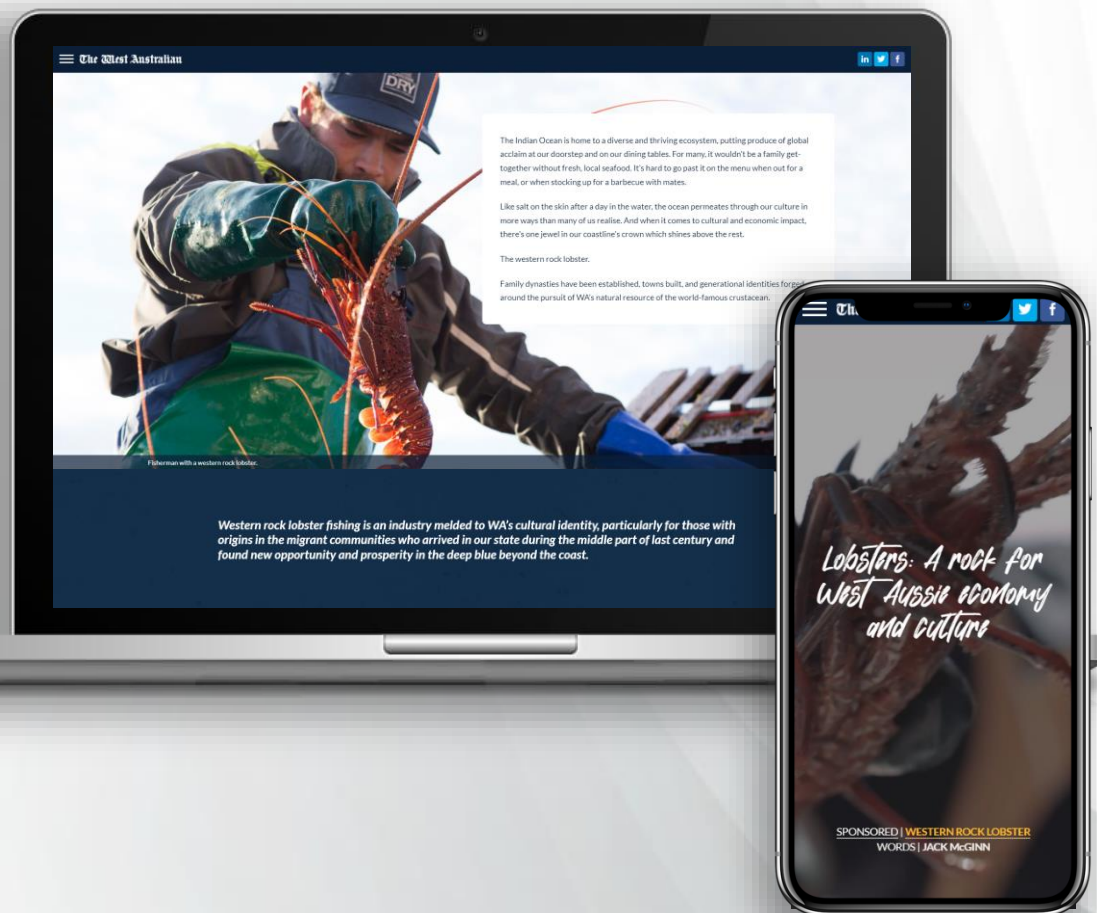 The West Australian
in
f
DRY
The Indian Ocean is home to a diverse and thriving ecosystem, putting produce of global
acclaim at our doorstep and on our dining tables. For many, it wouldn't be a family get-
together without fresh, local seafood. It's hard to go past it on the menu when out for a
meal, or when stocking up for a barbecue with mates.
Like salt on the skin after a day in the water, the ocean permeates through our culture in
more ways than many of us realise. And when it comes to cultural and economic impact,
there's one jewel in our coastline's crown which shines above the rest.
The western rock lobster.
Family dynasties have been established, towns built, and generational identities forged
around the pursuit of WA's natural resource of the world-famous crustacean.
Fisherman with a western rock lobster.
Western rock lobster fishing is an industry melded to WA's cultural identity, particularly for those with
origins in the migrant communities who arrived in our state during the middle part of last century and
found new opportunity and prosperity in the deep blue beyond the coast.
Th
f
Lobsters: A rock for
West Aussie economy
and culture
SPONSORED | WESTERN ROCK LOBSTER
WORDS | JACK McGINN